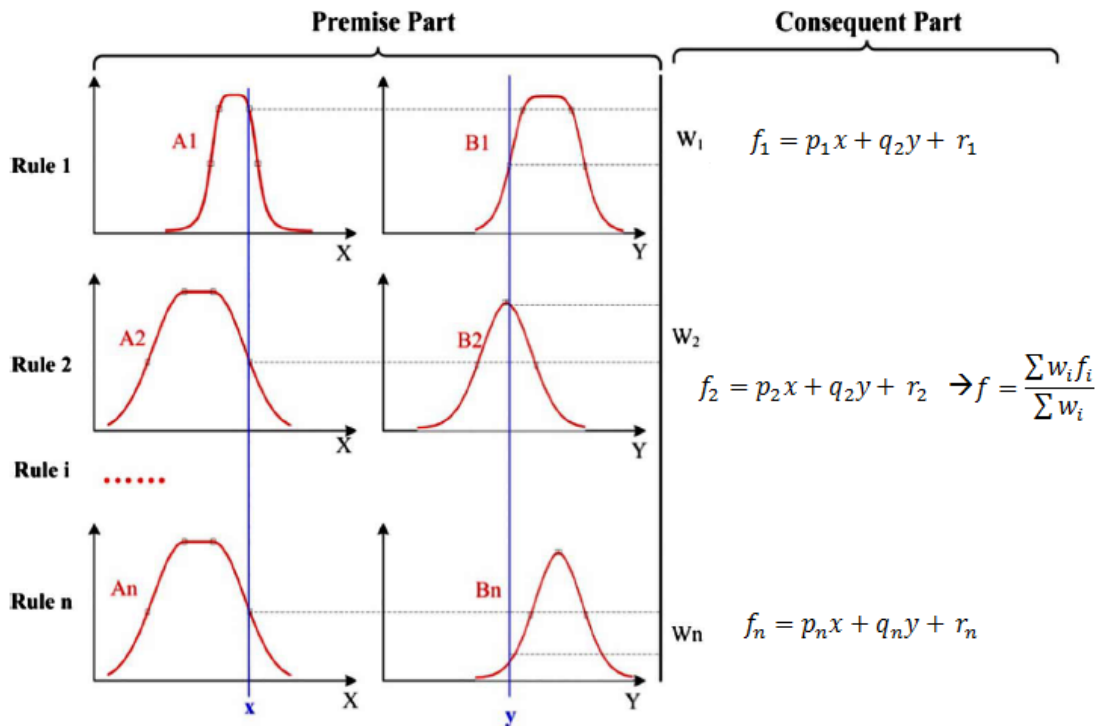 Premise Part
Consequent Part
Rule 1
A1
X
B1
Y
W₁
f₁ = p₁x + q₂y + r₁
Rule 2
A2
X
B2
Y
W₂
f₂ = p₂x + q₂y + r₂ → f = ∑ wᵢfᵢ / ∑ wᵢ
Rule i
......
Rule n
An
x
X
Bn
y
Y
Wn
fₙ = pₙx + qₙy + rₙ